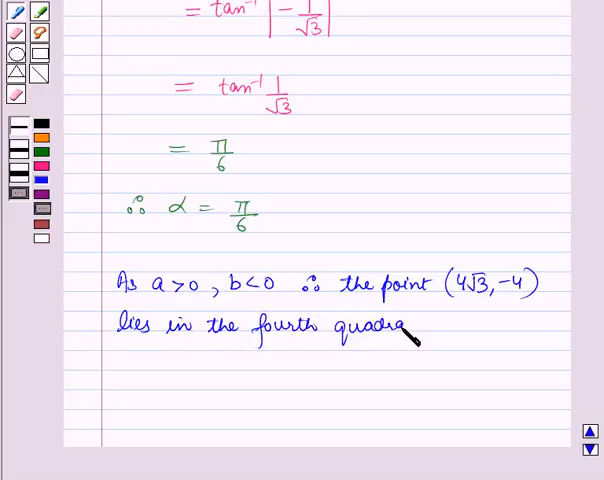 = tan⁻¹ |- 1/√3|
= tan⁻¹ 1/√3
= π/6
∴ α = π/6
As a>0, b<0 ∴ the point (4√3, -4)
lies in the fourth quadra